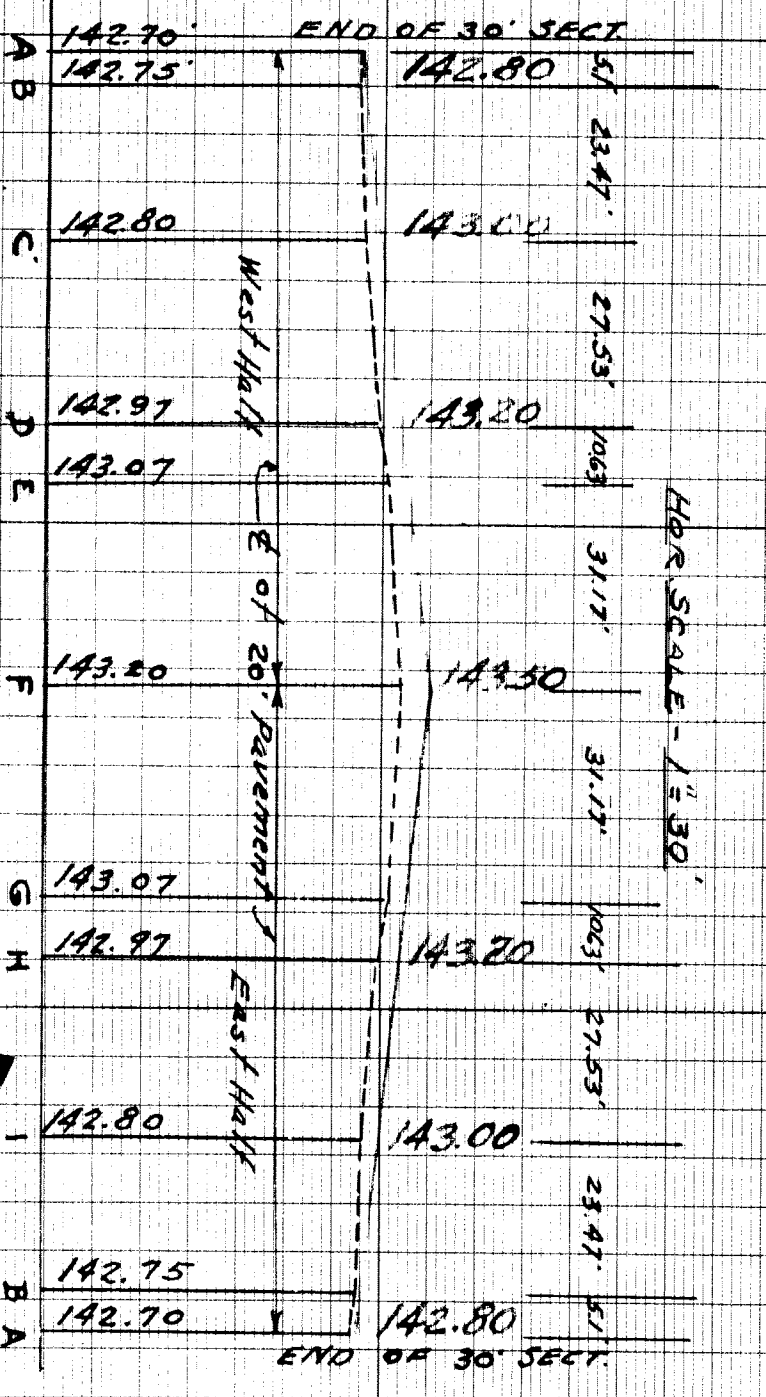 END OF 30' SECT.
A
142.70'
142.80
5.1'
B
142.75'
23.47'
C
142.80
143.00
27.53'
D
142.97
143.20
10.63'
E
143.07
31.17'
F
143.20
143.50
31.17'
G
143.07
10.63'
H
142.97
143.20
27.53'
I
142.80
143.00
23.47'
B
142.75
5.1'
A
142.70
142.80
END OF 30' SECT.
West Half
℄ of 20' Pavement
East Half
HOR. SCALE - 1" = 30'